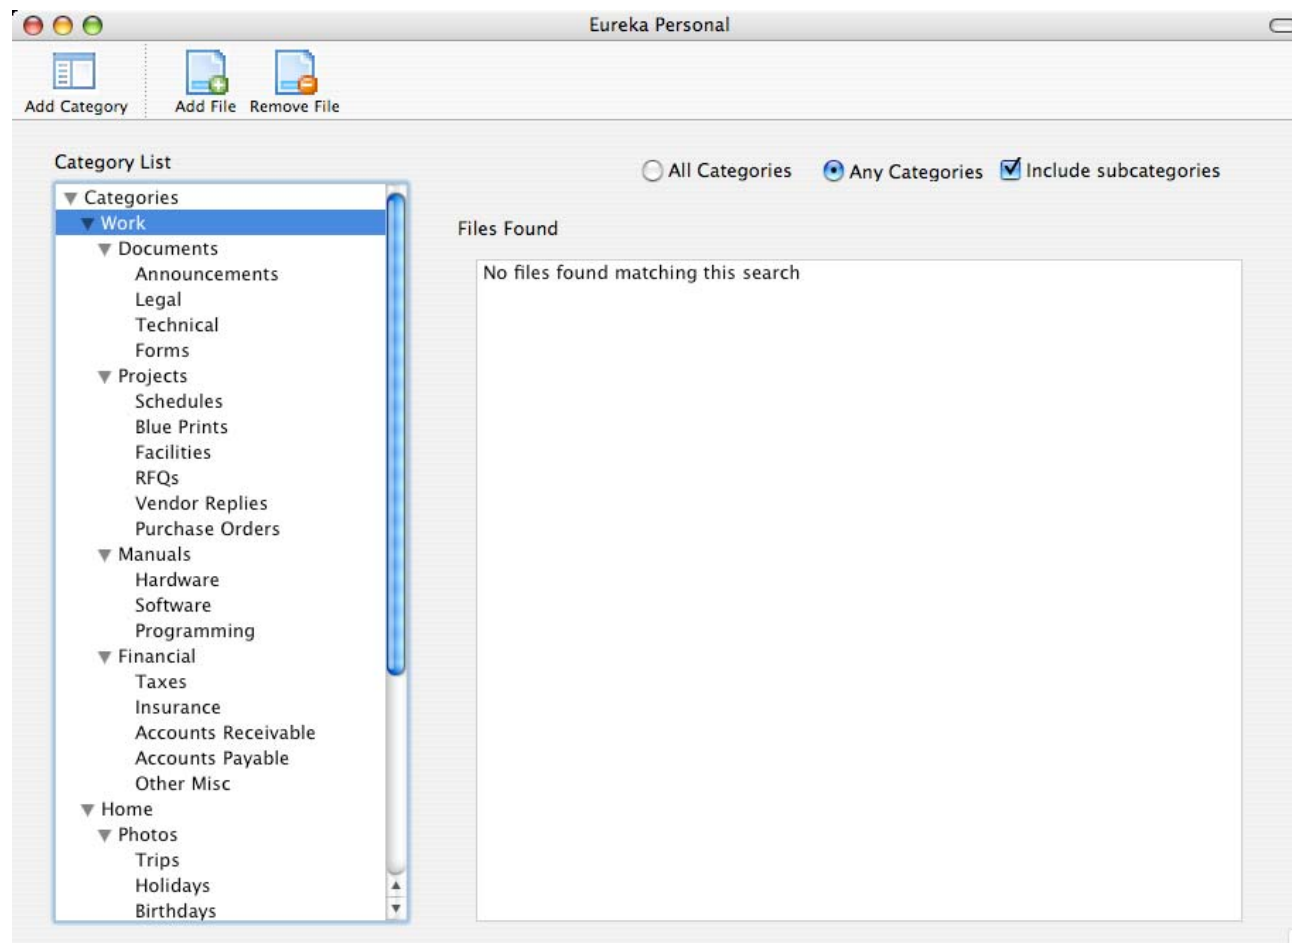 Eureka Personal
Add Category Add File Remove File
Category List
All Categories Any Categories Include subcategories
Categories
Work
Documents
Announcements
Legal
Technical
Forms
Projects
Schedules
Blue Prints
Facilities
RFQs
Vendor Replies
Purchase Orders
Manuals
Hardware
Software
Programming
Financial
Taxes
Insurance
Accounts Receivable
Accounts Payable
Other Misc
Home
Photos
Trips
Holidays
Birthdays
Files Found
No files found matching this search